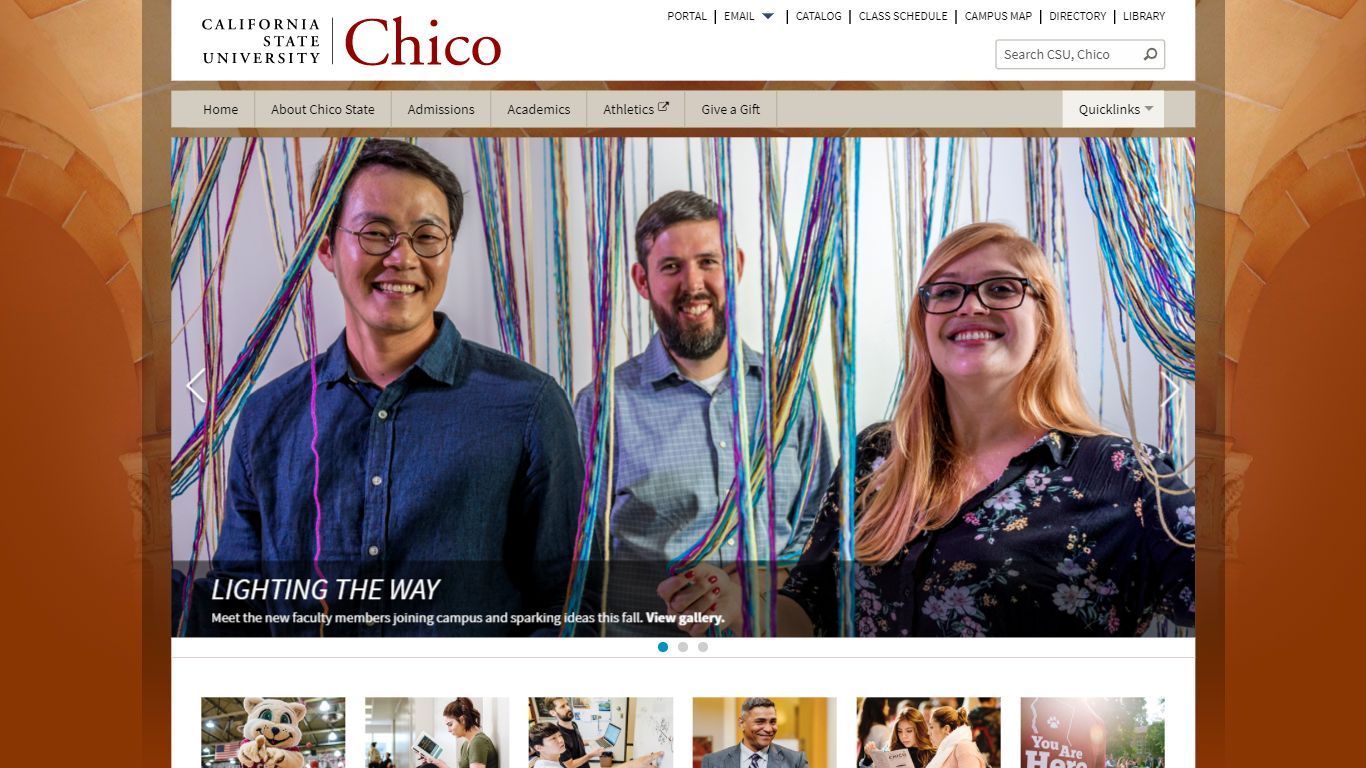 CALIFORNIA
STATE
UNIVERSITY
Chico
PORTAL
EMAIL
CATALOG
CLASS SCHEDULE
CAMPUS MAP
DIRECTORY
LIBRARY
Search CSU, Chico
Home
About Chico State
Admissions
Academics
Athletics
Give a Gift
Quicklinks
LIGHTING THE WAY
Meet the new faculty members joining campus and sparking ideas this fall. View gallery.
CHICO
You Are
Here